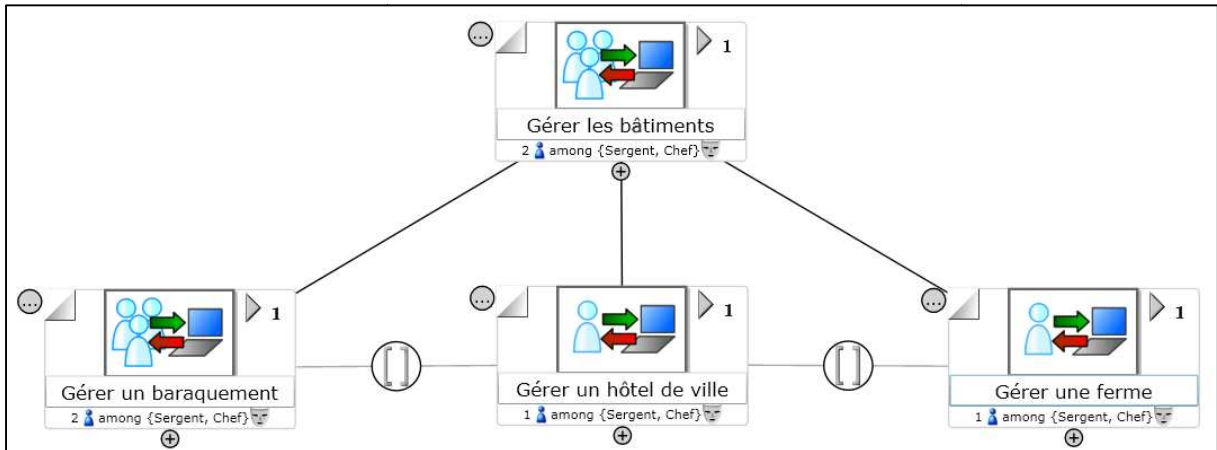 1
Gérer les bâtiments
2 among {Sergent, Chef}
1
1
1
Gérer un baraquement
Gérer un hôtel de ville
Gérer une ferme
2 among {Sergent, Chef}
1 among {Sergent, Chef}
1 among {Sergent, Chef}